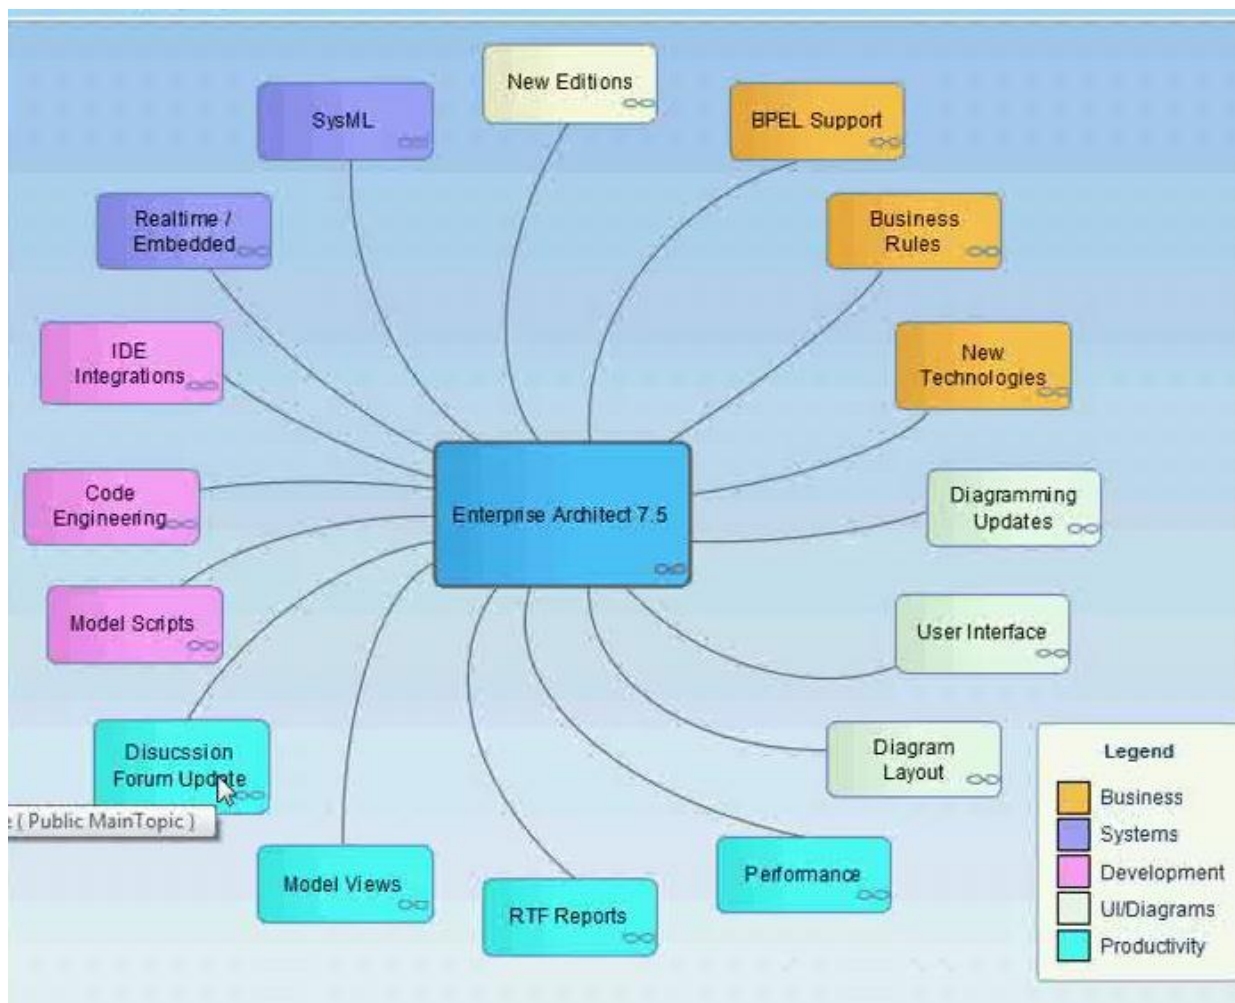 New Editions
SysML
BPEL Support
Realtime /
Embedded
Business
Rules
IDE
Integrations
New
Technologies
Code
Engineering
Enterprise Architect 7.5
Diagramming
Updates
Model Scripts
User Interface
Disucssion
Forum Update
( Public MainTopic )
Diagram
Layout
Model Views
RTF Reports
Performance
Legend
Business
Systems
Development
UI/Diagrams
Productivity